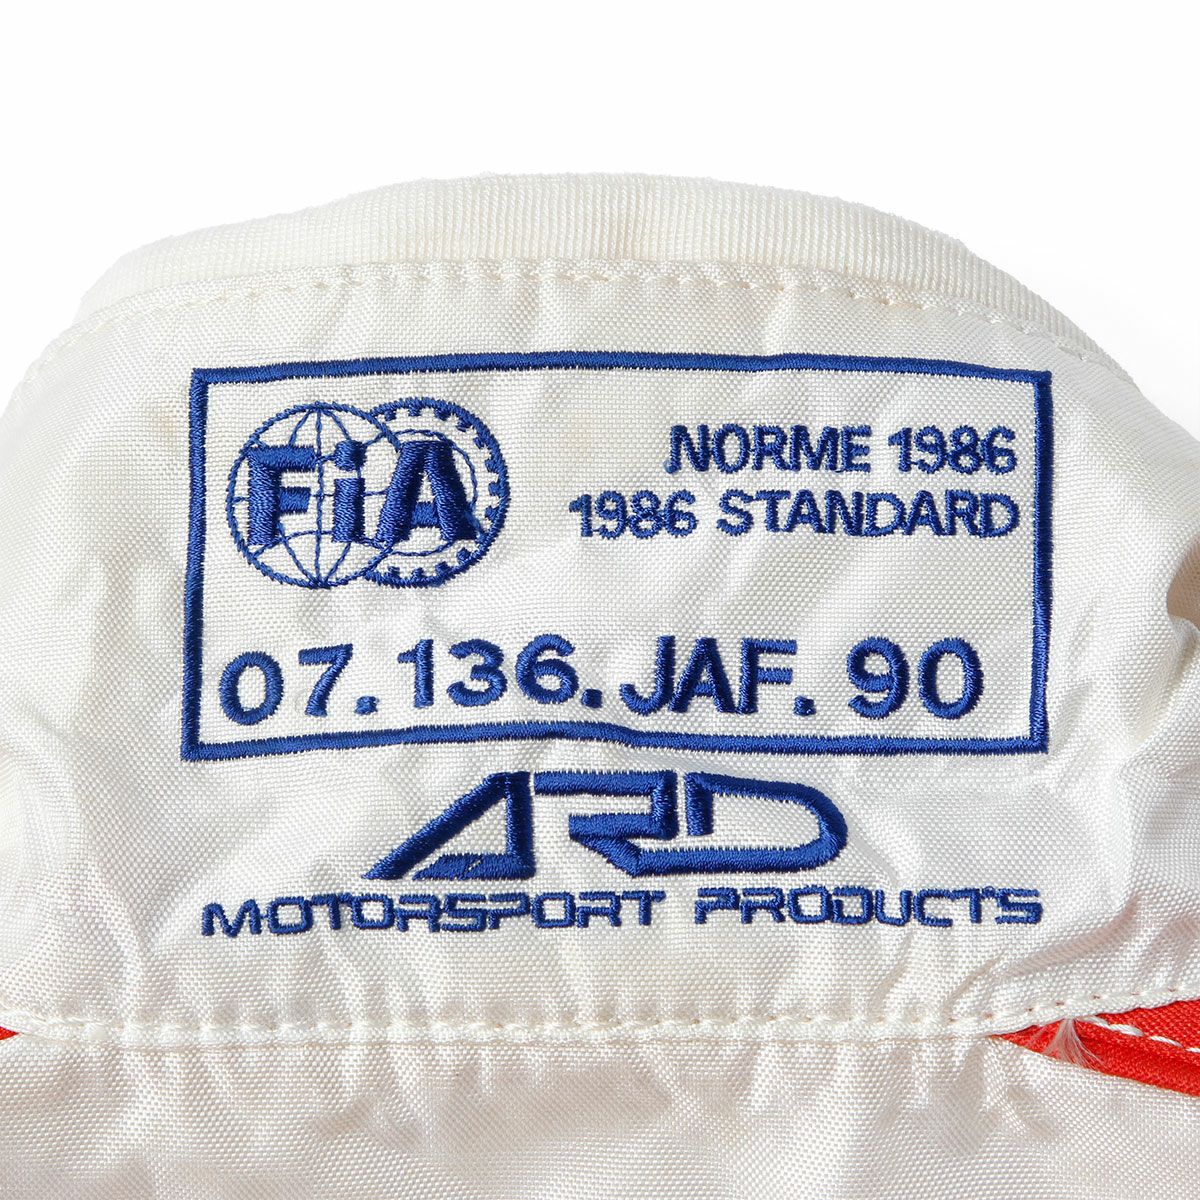 FiA
NORME 1986
1986 STANDARD
07.136.JAF.90
ARD
MOTORSPORT PRODUCTS